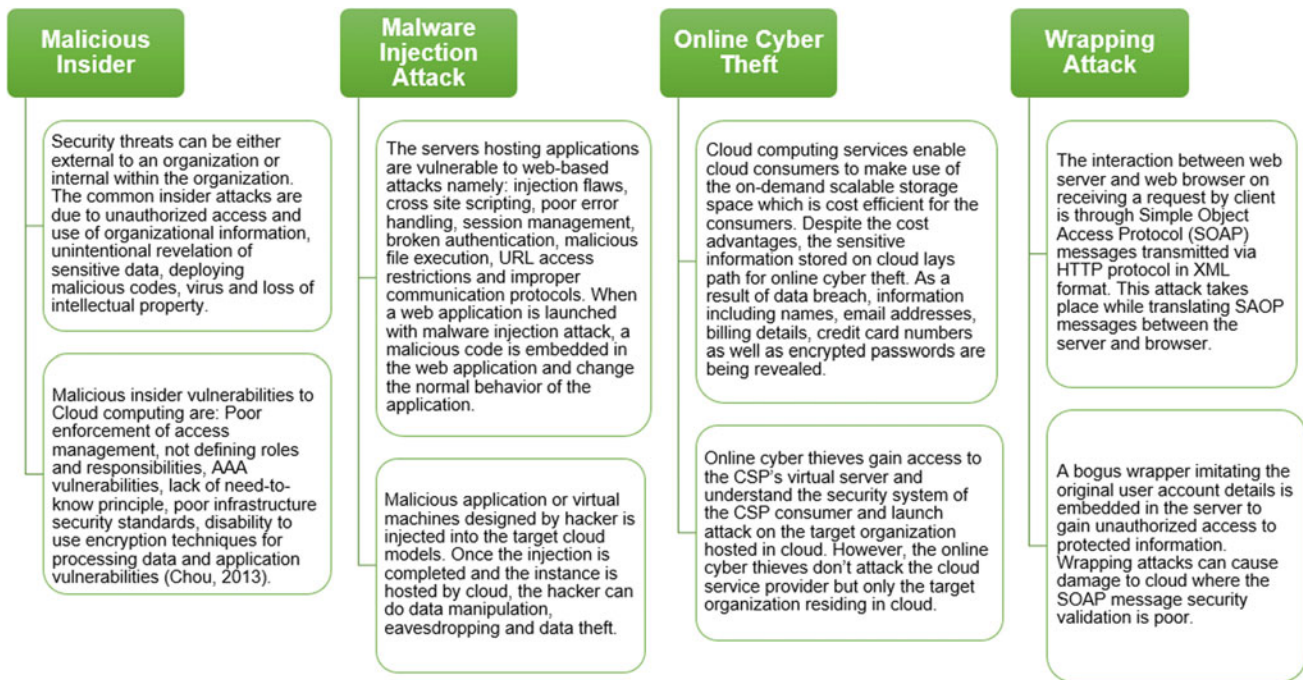 Malicious
Insider
Security threats can be either
external to an organization or
internal within the organization.
The common insider attacks are
due to unauthorized access and
use of organizational information,
unintentional revelation of
sensitive data, deploying
malicious codes, virus and loss of
intellectual property.
Malicious insider vulnerabilities to
Cloud computing are: Poor
enforcement of access
management, not defining roles
and responsibilities, AAA
vulnerabilities, lack of need-to-
know principle, poor infrastructure
security standards, disability to
use encryption techniques for
processing data and application
vulnerabilities (Chou, 2013).
Malware
Injection
Attack
The servers hosting applications
are vulnerable to web-based
attacks namely: injection flaws,
cross site scripting, poor error
handling, session management,
broken authentication, malicious
file execution, URL access
restrictions and improper
communication protocols. When
a web application is launched
with malware injection attack, a
malicious code is embedded in
the web application and change
the normal behavior of the
application.
Malicious application or virtual
machines designed by hacker is
injected into the target cloud
models. Once the injection is
completed and the instance is
hosted by cloud, the hacker can
do data manipulation,
eavesdropping and data theft.
Online Cyber
Theft
Cloud computing services enable
cloud consumers to make use of
the on-demand scalable storage
space which is cost efficient for the
consumers. Despite the cost
advantages, the sensitive
information stored on cloud lays
path for online cyber theft. As a
result of data breach, information
including names, email addresses,
billing details, credit card numbers
as well as encrypted passwords are
being revealed.
Online cyber thieves gain access to
the CSP's virtual server and
understand the security system of
the CSP consumer and launch
attack on the target organization
hosted in cloud. However, the online
cyber thieves don't attack the cloud
service provider but only the target
organization residing in cloud.
Wrapping
Attack
The interaction between web
server and web browser on
receiving a request by client
is through Simple Object
Access Protocol (SOAP)
messages transmitted via
HTTP protocol in XML
format. This attack takes
place while translating SAOP
messages between the
server and browser.
A bogus wrapper imitating the
original user account details is
embedded in the server to
gain unauthorized access to
protected information.
Wrapping attacks can cause
damage to cloud where the
SOAP message security
validation is poor.